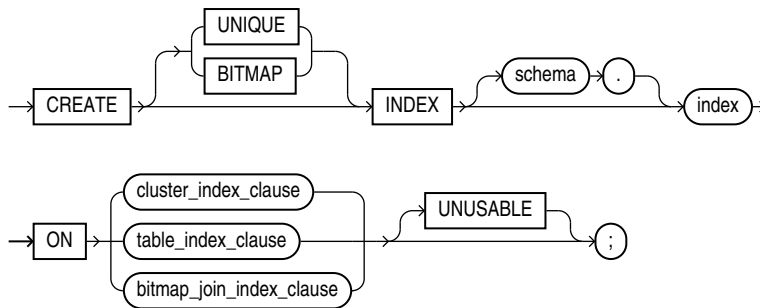 UNIQUE
BITMAP
CREATE INDEX schema . index
cluster_index_clause
ON table_index_clause UNUSABLE ;
bitmap_join_index_clause